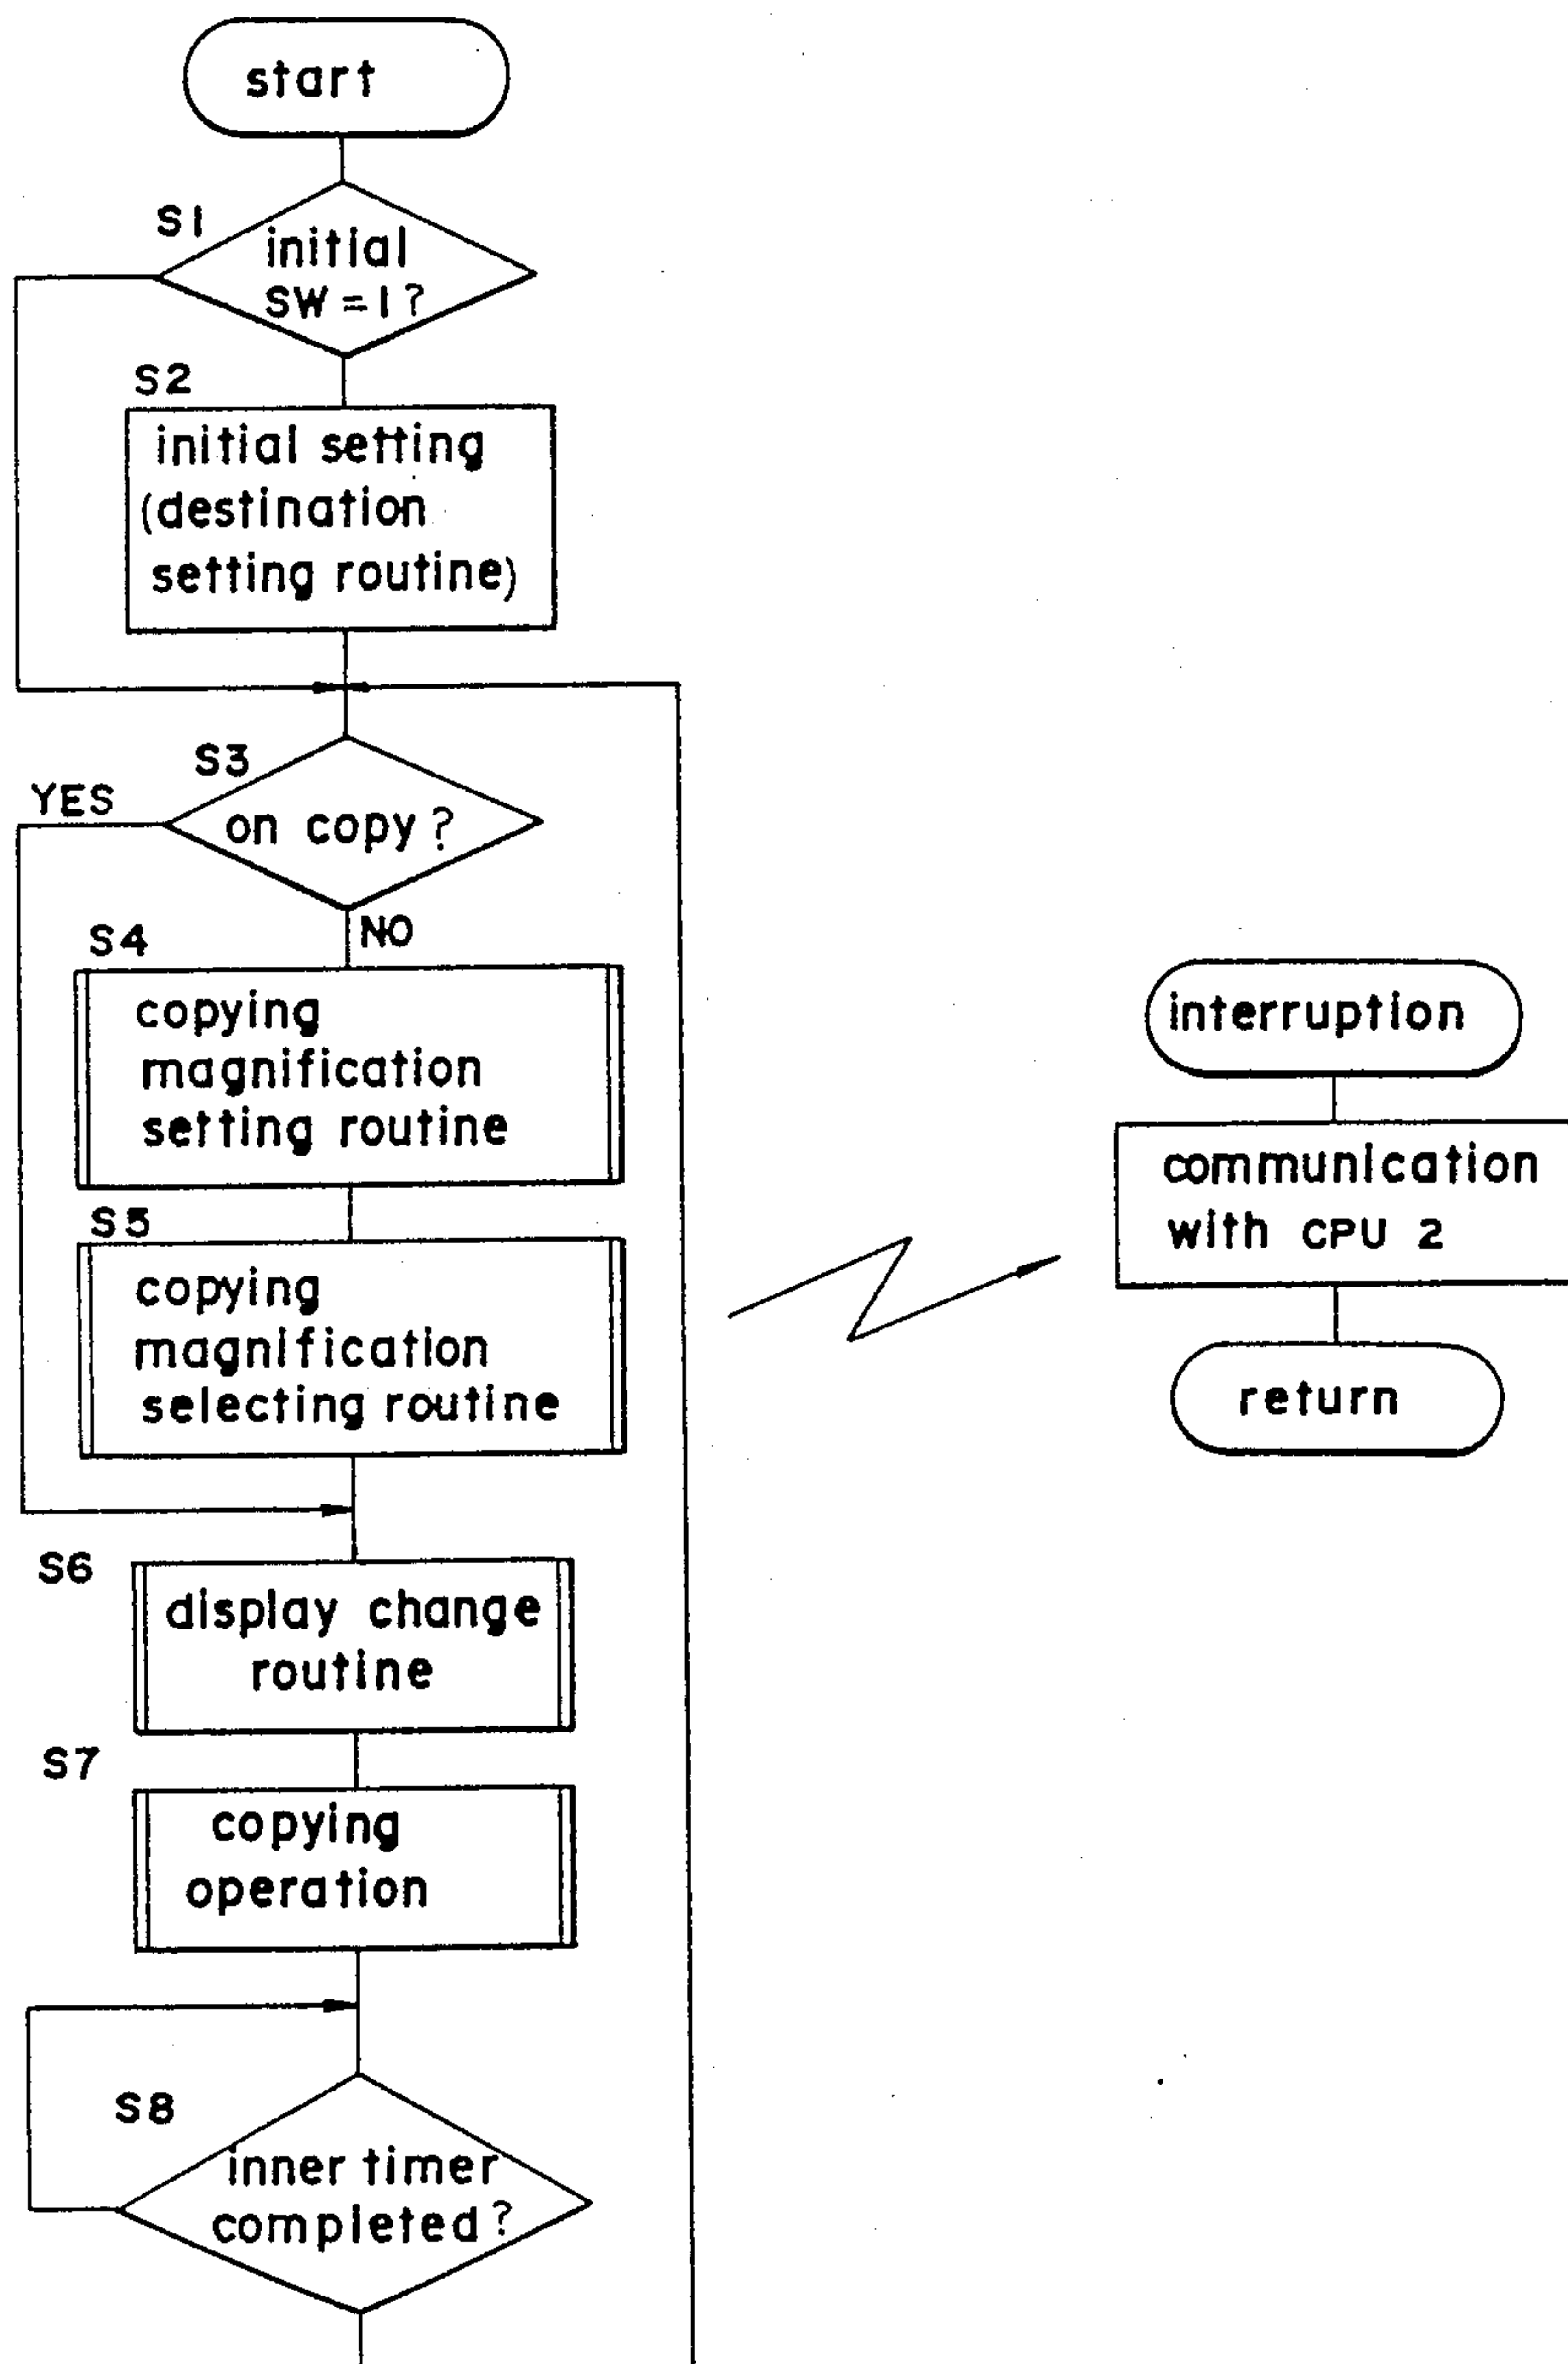 start
S1
initial
SW=1?
S2
initial setting
(destination
setting routine)
S3
YES
on copy?
NO
S4
copying
magnification
setting routine
S5
copying
magnification
selecting routine
S6
display change
routine
S7
copying
operation
S8
inner timer
completed?
interruption
communication
with CPU 2
return